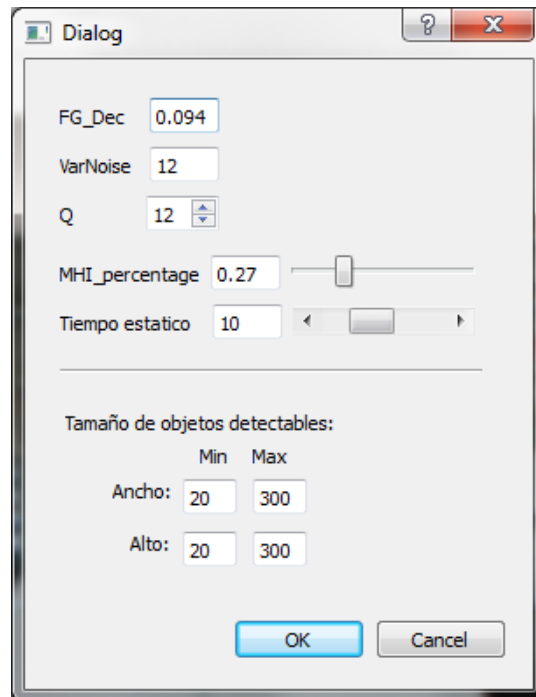 Dialog
FG_Dec 0.094
VarNoise 12
Q 12
MHI_percentage 0.27
Tiempo estatico 10
Tamaño de objetos detectables:
Min Max
Ancho: 20 300
Alto: 20 300
OK Cancel